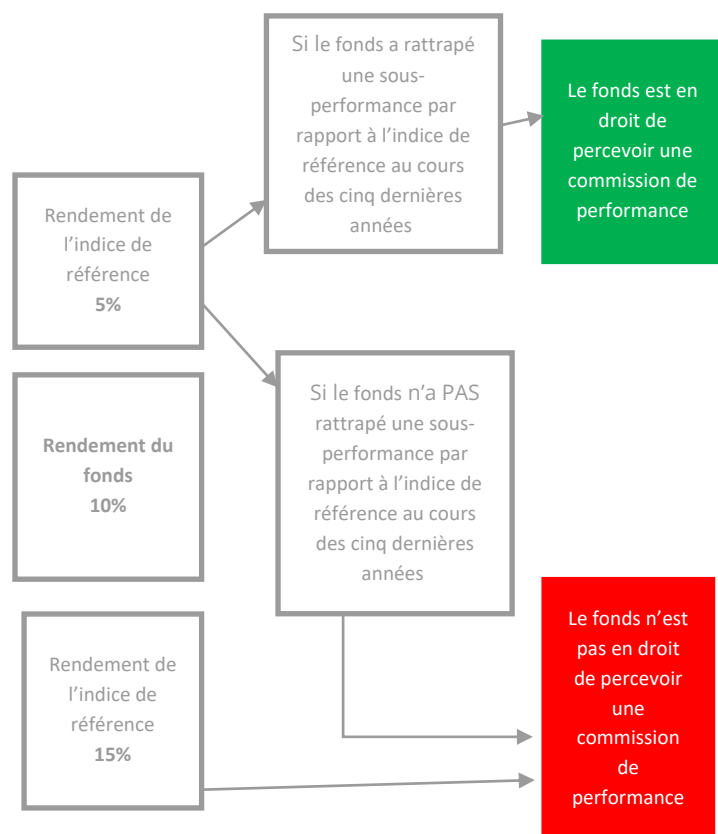 Si le fonds a rattrapé
une sous-
performance par
rapport à l'indice de
référence au cours
des cinq dernières
années
Le fonds est en
droit de
percevoir une
commission de
performance
Rendement de
l'indice de
référence
5%
Si le fonds n'a PAS
rattrapé une sous-
performance par
rapport à l'indice de
référence au cours
des cinq dernières
années
Rendement du
fonds
10%
Le fonds n'est
pas en droit
de percevoir
une
commission
de
performance
Rendement de
l'indice de
référence
15%